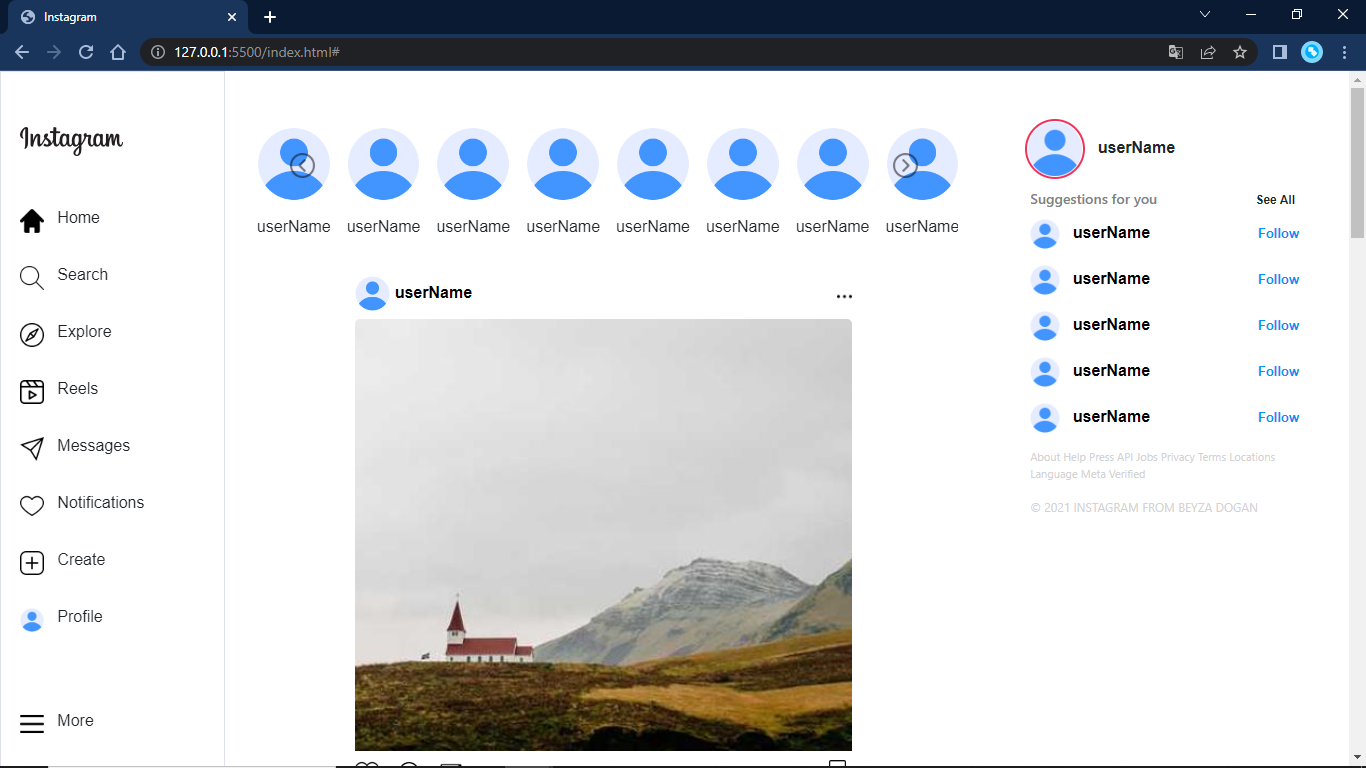 Instagram
127.0.0.1:5500/index.html#
Instagram
Home
Search
Explore
Reels
Messages
Notifications
Create
Profile
More
userName userName userName userName userName userName userName userName
userName
userName
Suggestions for you See All
userName Follow
userName Follow
userName Follow
userName Follow
userName Follow
About Help Press API Jobs Privacy Terms Locations
Language Meta Verified
© 2021 INSTAGRAM FROM BEYZA DOGAN